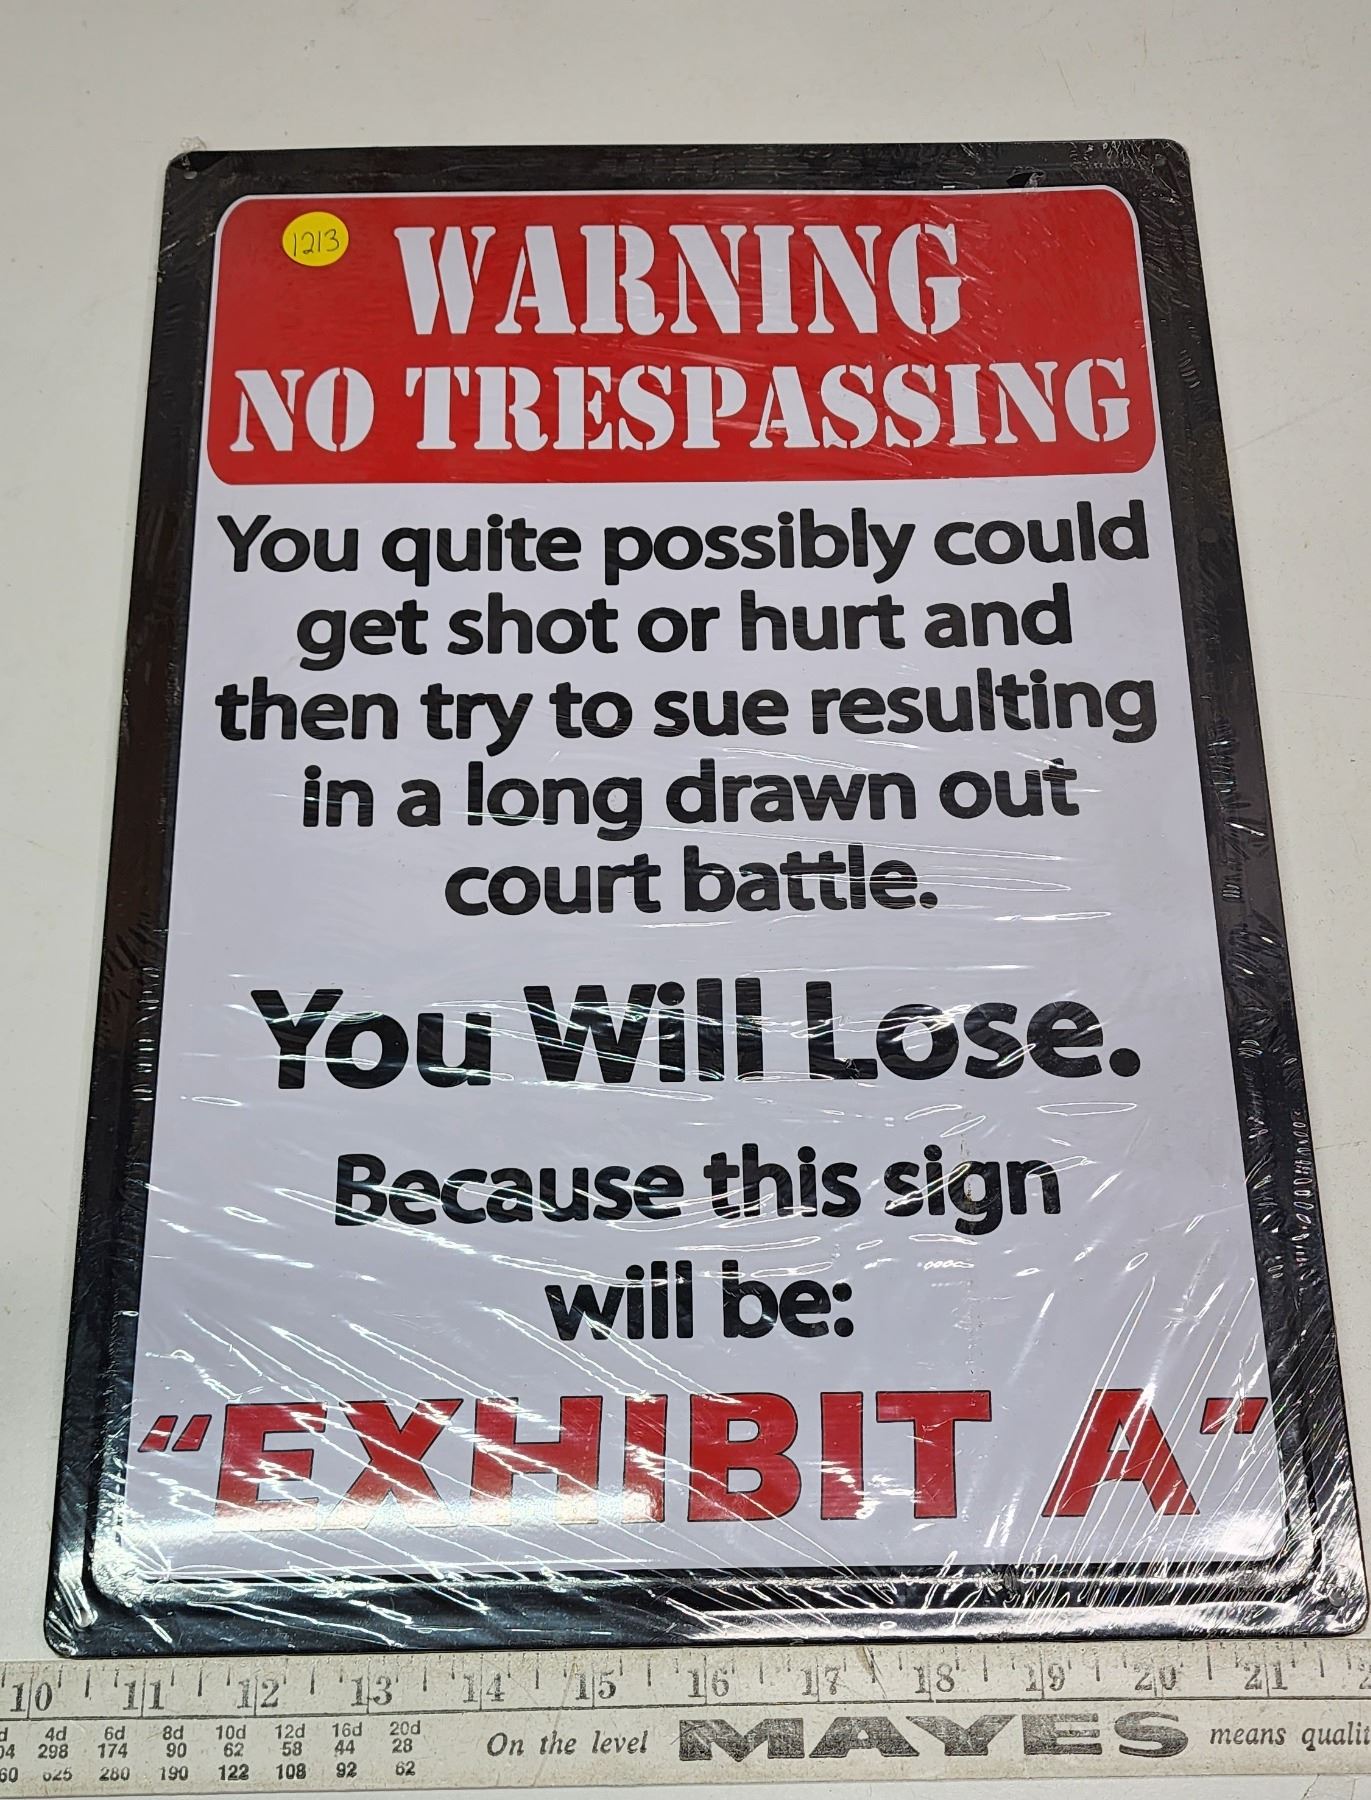 1213
WARNING
NO TRESPASSING
You quite possibly could
get shot or hurt and
then try to sue resulting
in a long drawn out
court battle.
You Will Lose.
Because this sign
will be:
“EXHIBIT A”
10 11 12 13 14 15 16 17 18 19 20 21
4d 6d 8d 10d 12d 16d 20d
298 174 90 62 58 44 28
625 280 190 122 108 92 62
On the level MAYES means